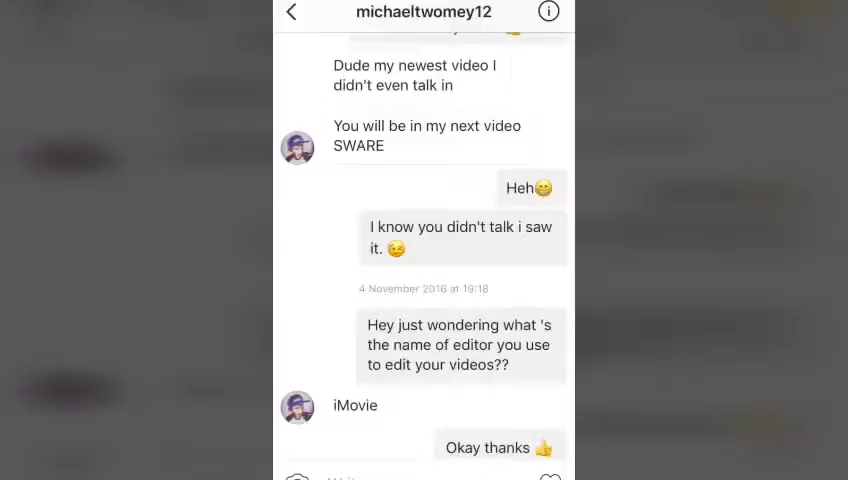 michaeltwomey12
Dude my newest video I
didn't even talk in
You will be in my next video
SWARE
Heh😁
I know you didn't talk i saw
it. 😉
4 November 2016 at 19:18
Hey just wondering what 's
the name of editor you use
to edit your videos??
iMovie
Okay thanks 👍